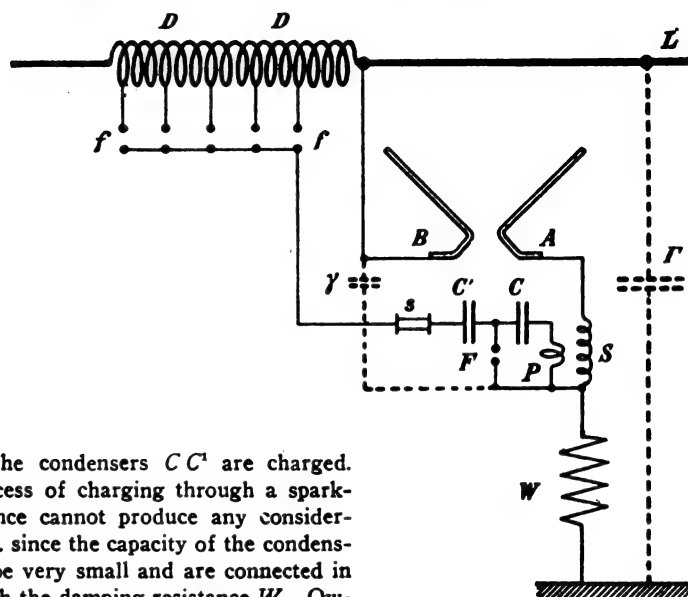 D D
L
f f
B A
γ
Γ
C' C
s
F P S
W
he condensers C C¹ are charged.
cess of charging through a spark-
nce cannot produce any consider-
. since the capacity of the condens-
be very small and are connected in
h the damping resistance W. Ow-